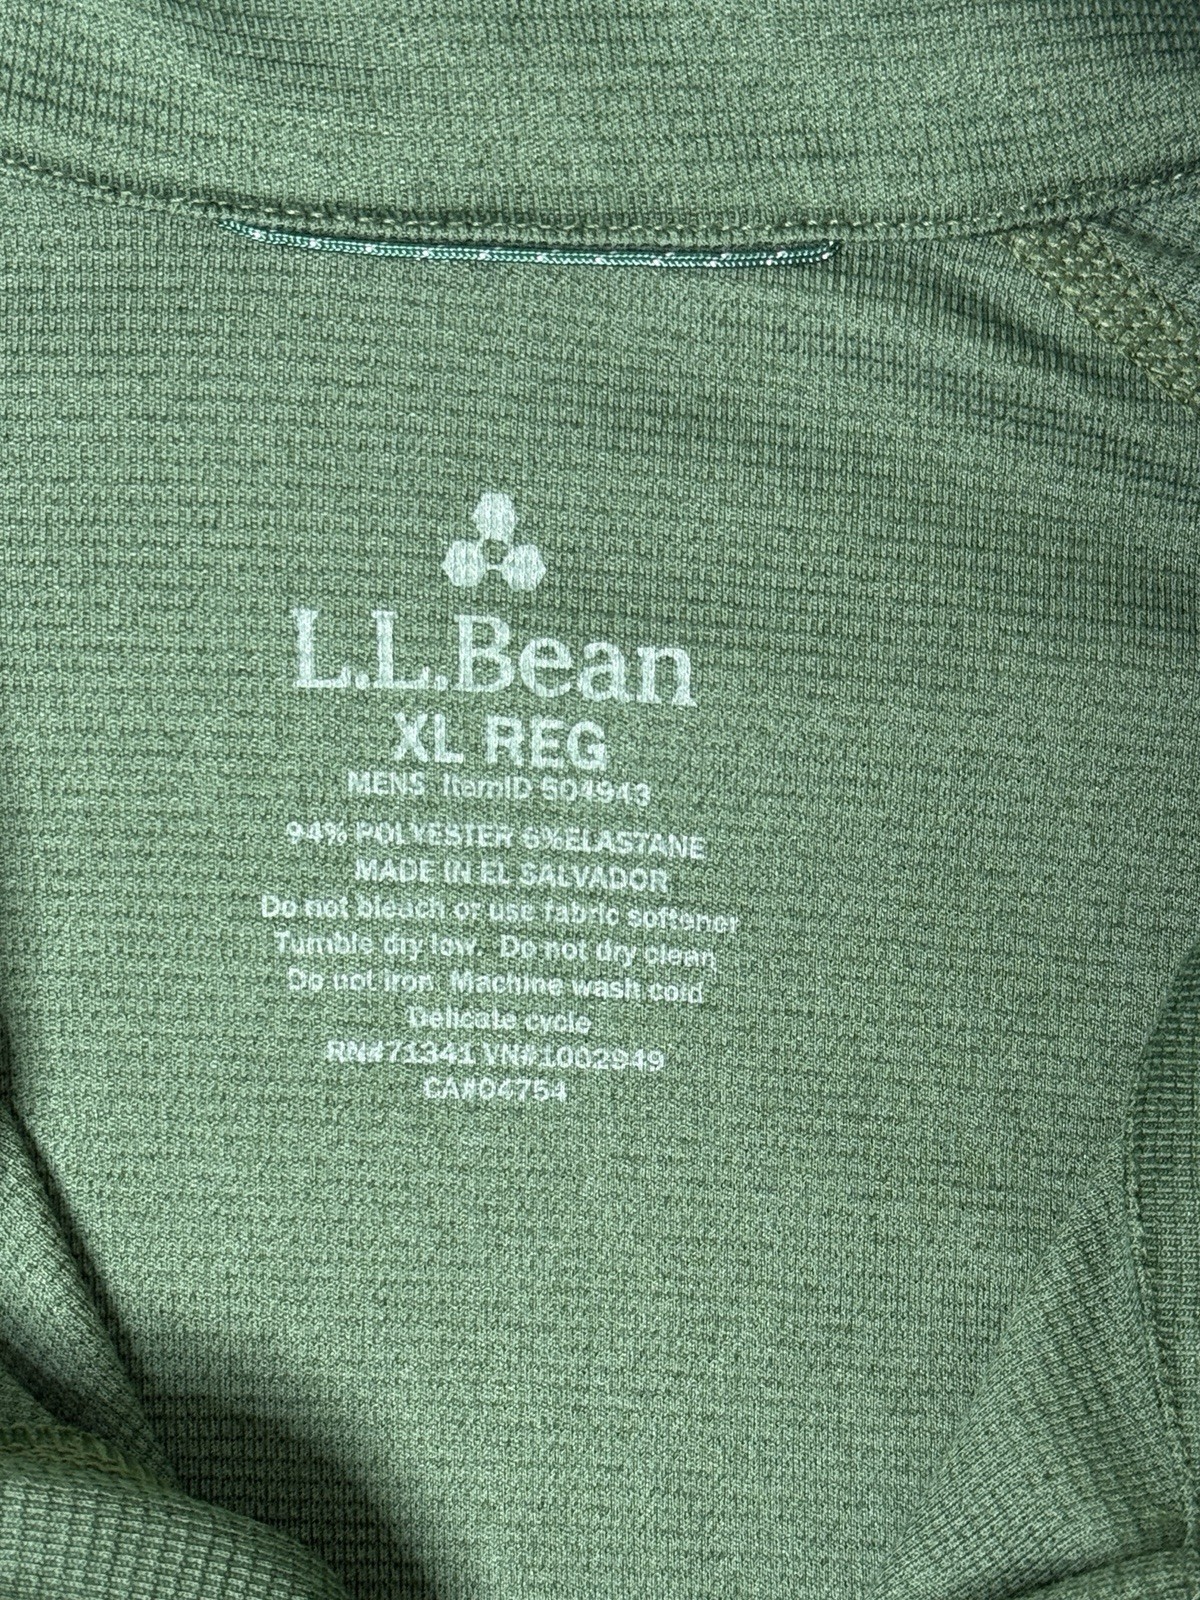 L.L.Bean
XL REG
MENS ItemID 504943
94% POLYESTER 6%ELASTANE
MADE IN EL SALVADOR
Do not bleach or use fabric softener
Tumble dry low. Do not dry clean
Do not iron Machine wash cold
Delicate cycle
RN#71341 VN#1002949
CA#04754